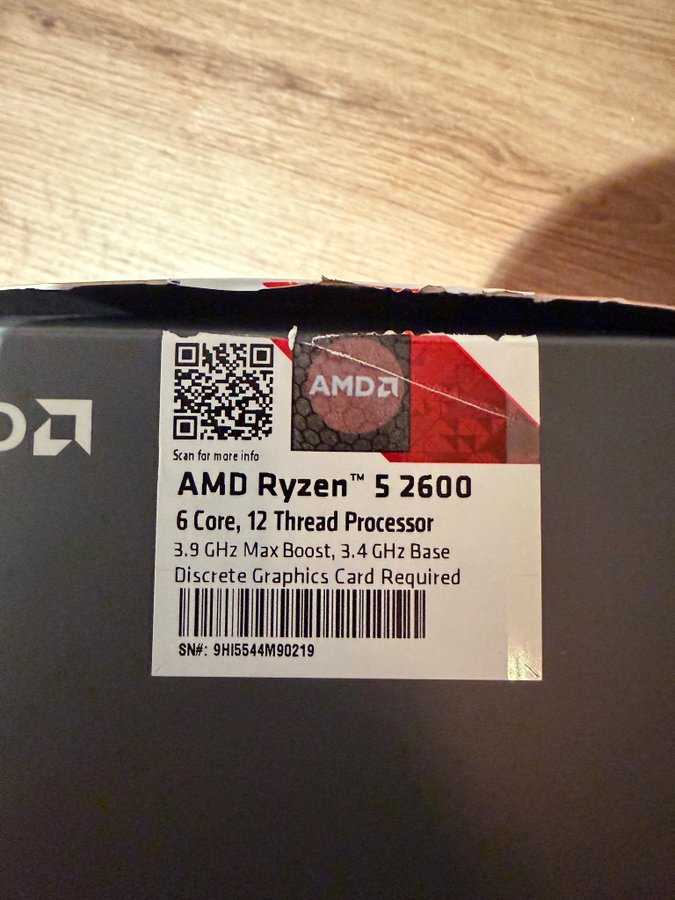 AMD
D
Scan for more info
AMD Ryzen™ 5 2600
6 Core, 12 Thread Processor
3.9 GHz Max Boost, 3.4 GHz Base
Discrete Graphics Card Required
SN#: 9HI5544M90219